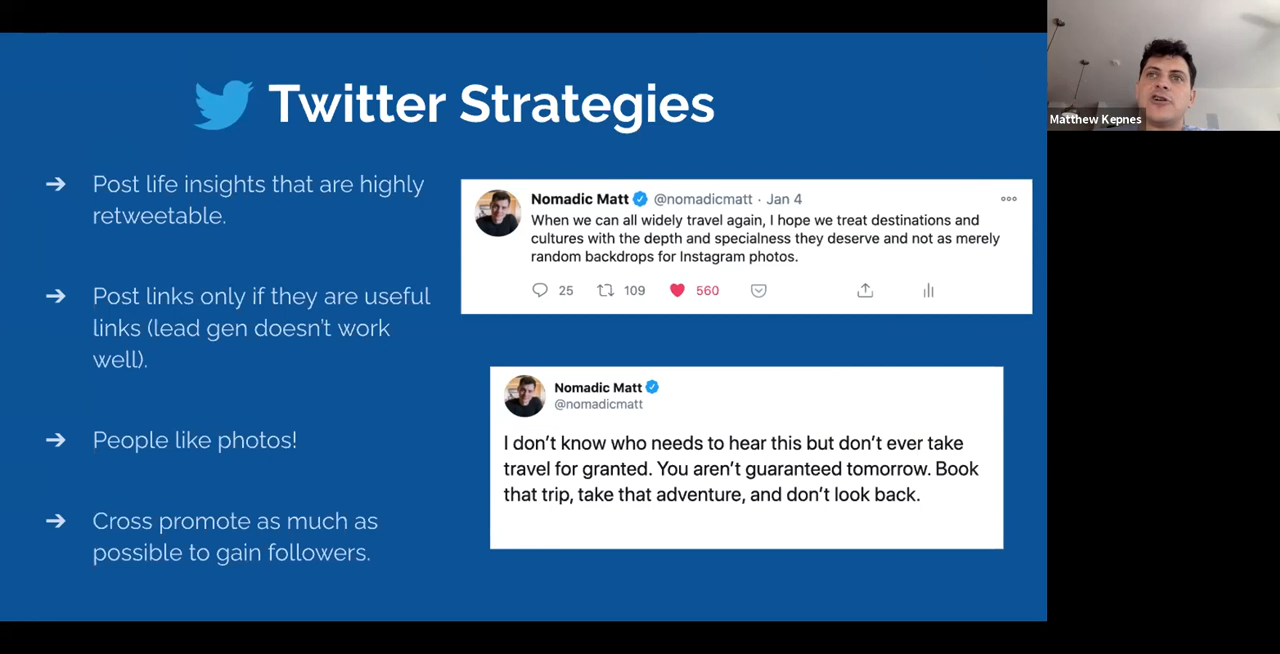 Twitter Strategies
Matthew Kepnes
➔ Post life insights that are highly
retweetable.
➔ Post links only if they are useful
links (lead gen doesn’t work
well).
➔ People like photos!
➔ Cross promote as much as
possible to gain followers.
Nomadic Matt @nomadicmatt · Jan 4
When we can all widely travel again, I hope we treat destinations and
cultures with the depth and specialness they deserve and not as merely
random backdrops for Instagram photos.
25 109 560
Nomadic Matt
@nomadicmatt
I don’t know who needs to hear this but don’t ever take
travel for granted. You aren’t guaranteed tomorrow. Book
that trip, take that adventure, and don’t look back.